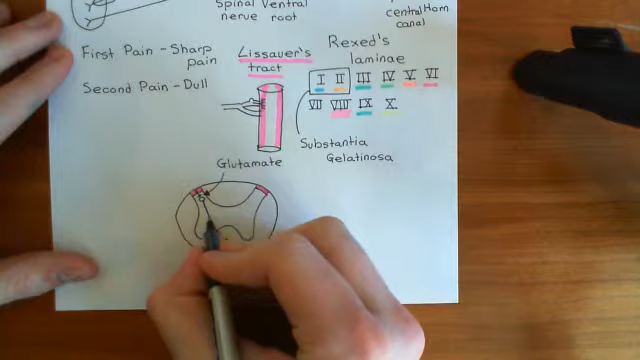 Spinal Ventral
nerve root
central Horn
canal
First Pain - Sharp
pain
Second Pain - Dull
Lissauer's
tract
Rexed's
laminae
I II III IV V VI
VII VIII IX X
Substantia
Gelatinosa
Glutamate